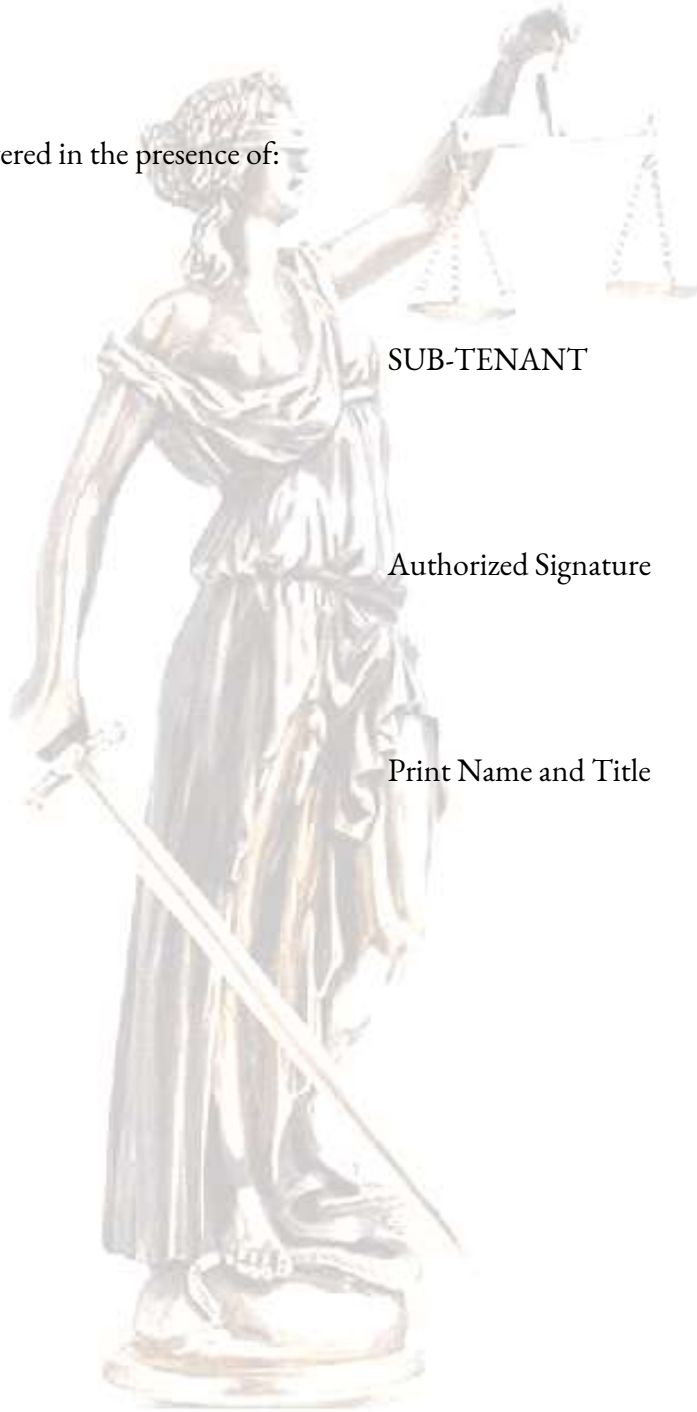 ered in the presence of:
SUB-TENANT
Authorized Signature
Print Name and Title